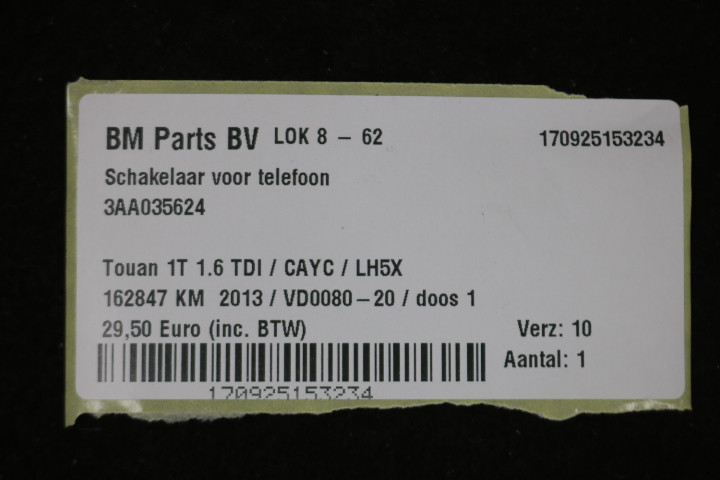 BM Parts BV LOK 8 – 62 170925153234
Schakelaar voor telefoon
3AA035624
Touan 1T 1.6 TDI / CAYC / LH5X
162847 KM 2013 / VD0080–20 / doos 1
29,50 Euro (inc. BTW) Verz: 10
Aantal: 1
170925153234